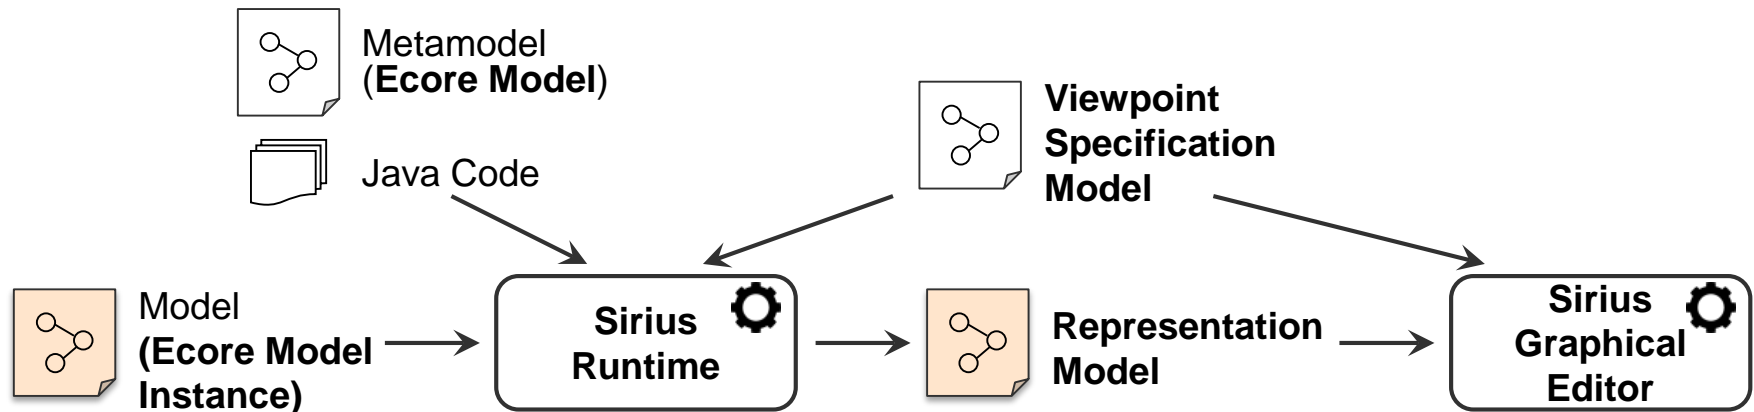 Metamodel
(Ecore Model)
Java Code
Viewpoint
Specification
Model
Model
(Ecore Model
Instance)
Sirius
Runtime
Representation
Model
Sirius
Graphical
Editor